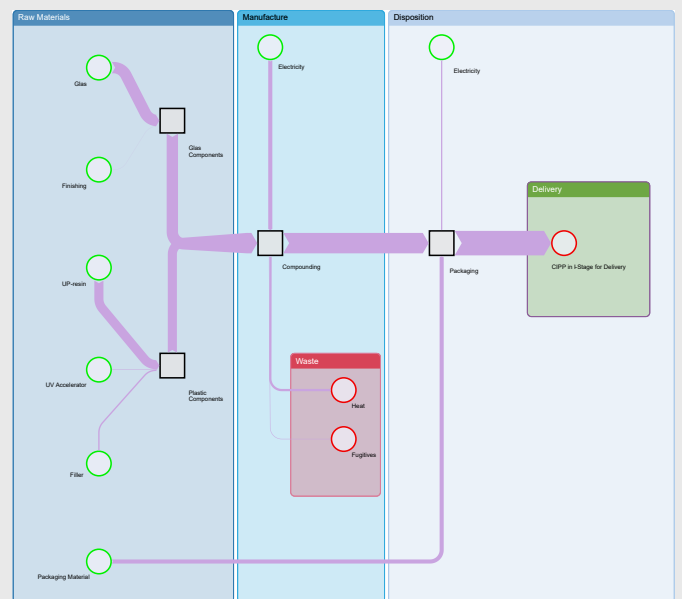 Raw Materials
Manufacture
Disposition
Glas
Electricity
Electricity
Glas
Components
Finishing
Delivery
UP-resin
Compounding
Packaging
CIPP in I-Stage for Delivery
Waste
UV Accelerator
Plastic
Components
Heat
Filler
Fugitives
Packaging Material